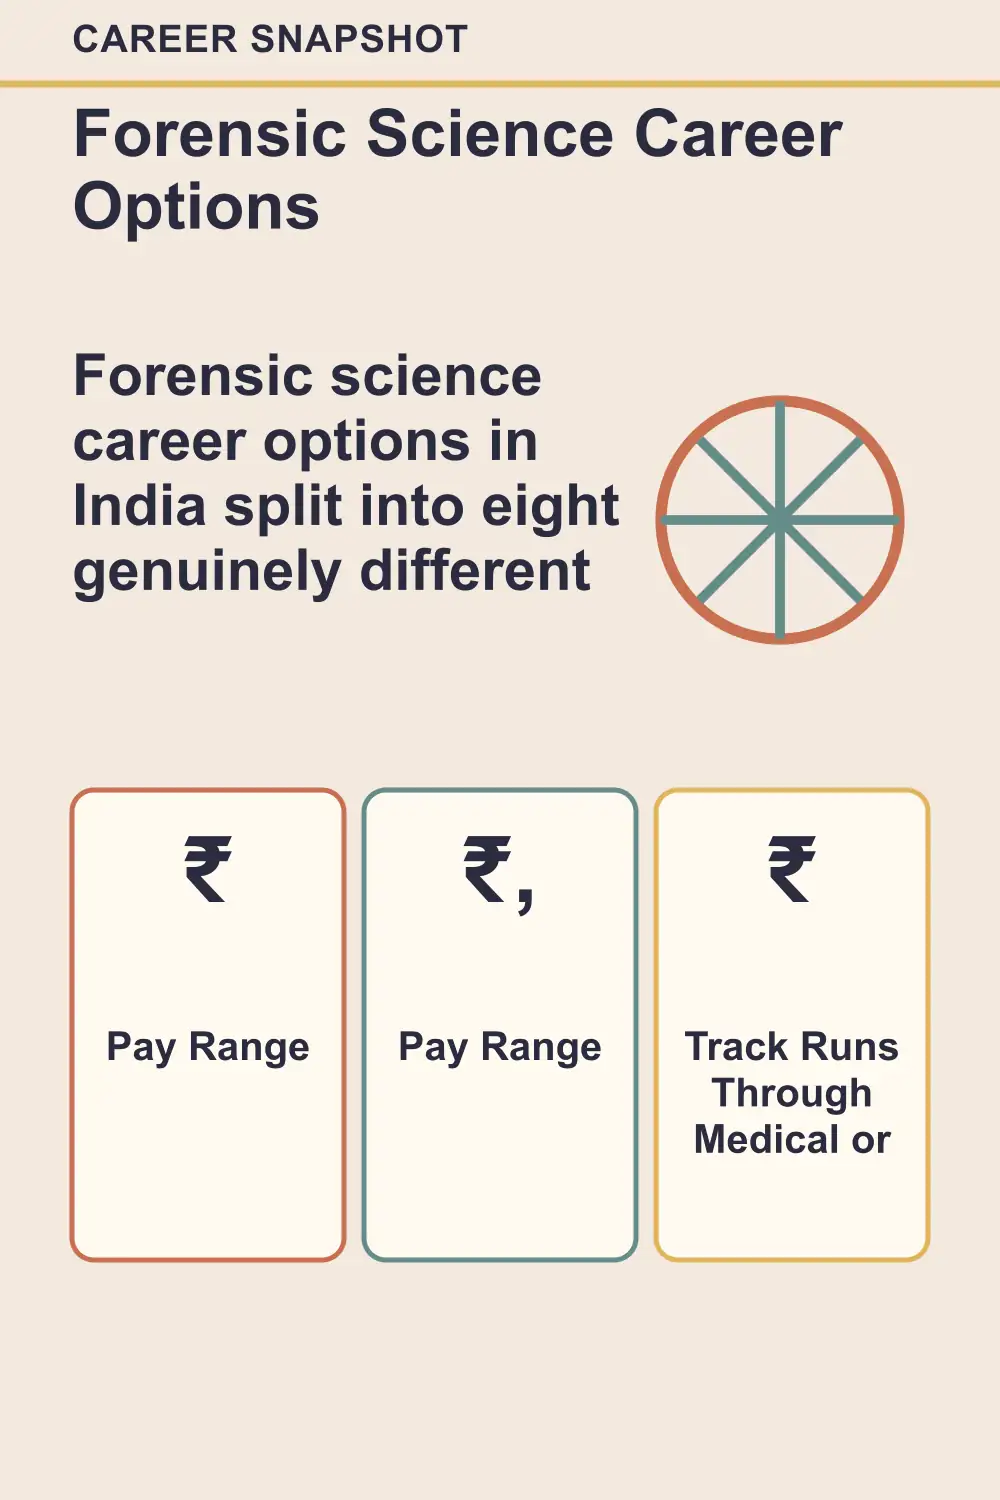 CAREER SNAPSHOT
Forensic Science Career
Options
Forensic science
career options in
India split into eight
genuinely different
₹
Pay Range
₹,
Pay Range
₹
Track Runs
Through
Medical or